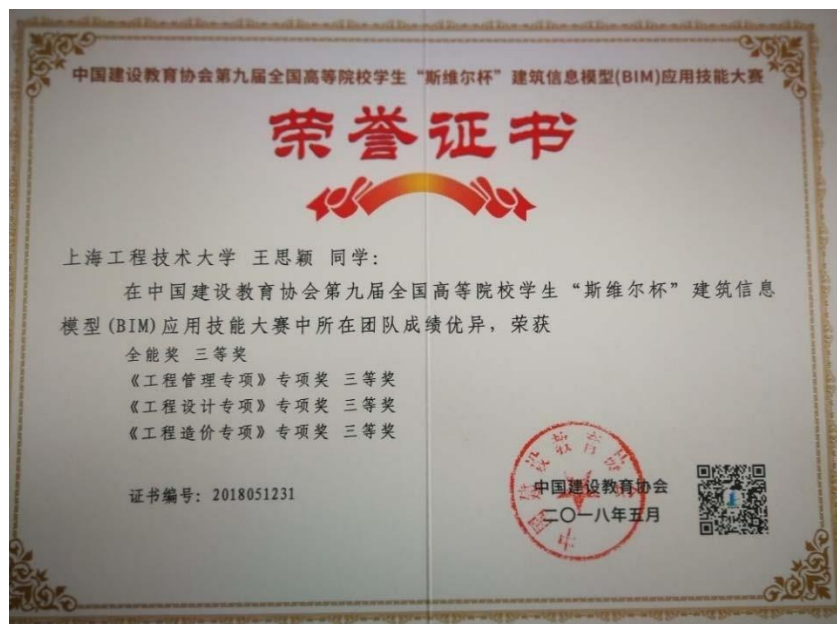 中国建设教育协会第九届全国高等院校学生“斯维尔杯”建筑信息模型(BIM)应用技能大赛
荣誉证书
上海工程技术大学 王思颖 同学:
在中国建设教育协会第九届全国高等院校学生“斯维尔杯”建筑信息
模型(BIM)应用技能大赛中所在团队成绩优异，荣获
全能奖 三等奖
《工程管理专项》专项奖 三等奖
《工程设计专项》专项奖 三等奖
《工程造价专项》专项奖 三等奖
证书编号: 2018051231
中国建设教育协会
中国建设教育协会
二〇一八年五月